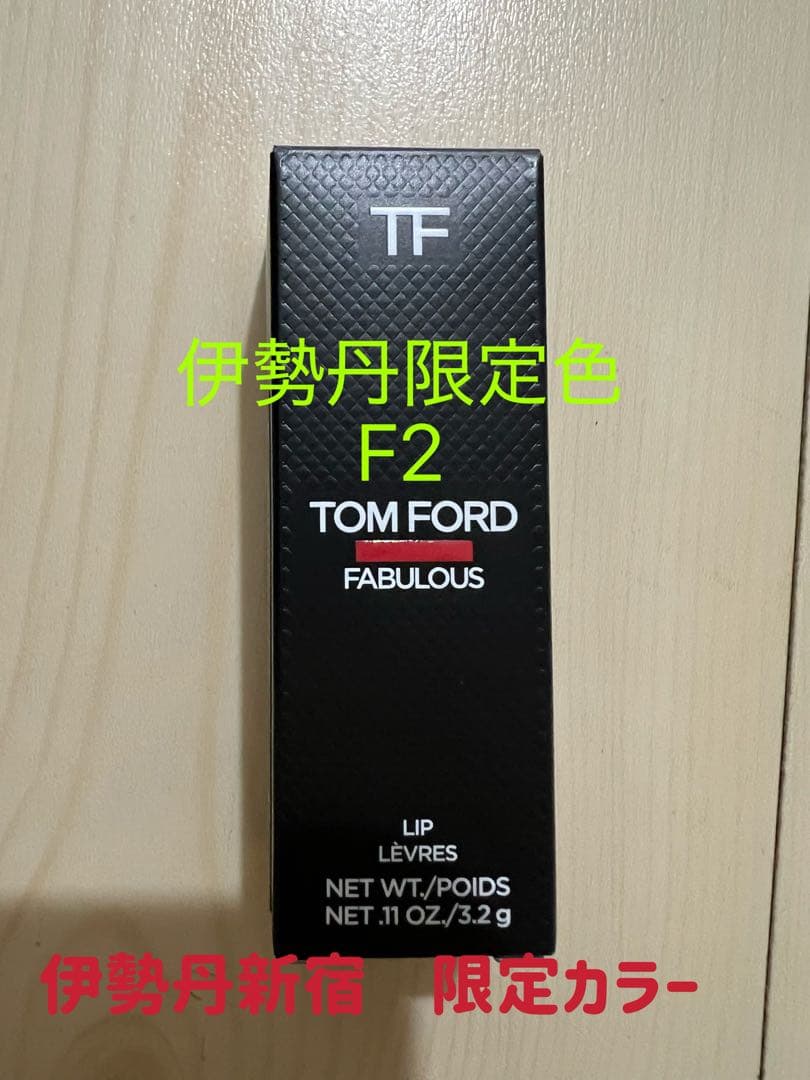 TF
伊勢丹限定色
F2
TOM FORD
FABULOUS
LIP
LÈVRES
NET WT./POIDS
NET .11 OZ./3.2 g
伊勢丹新宿　限定カラー